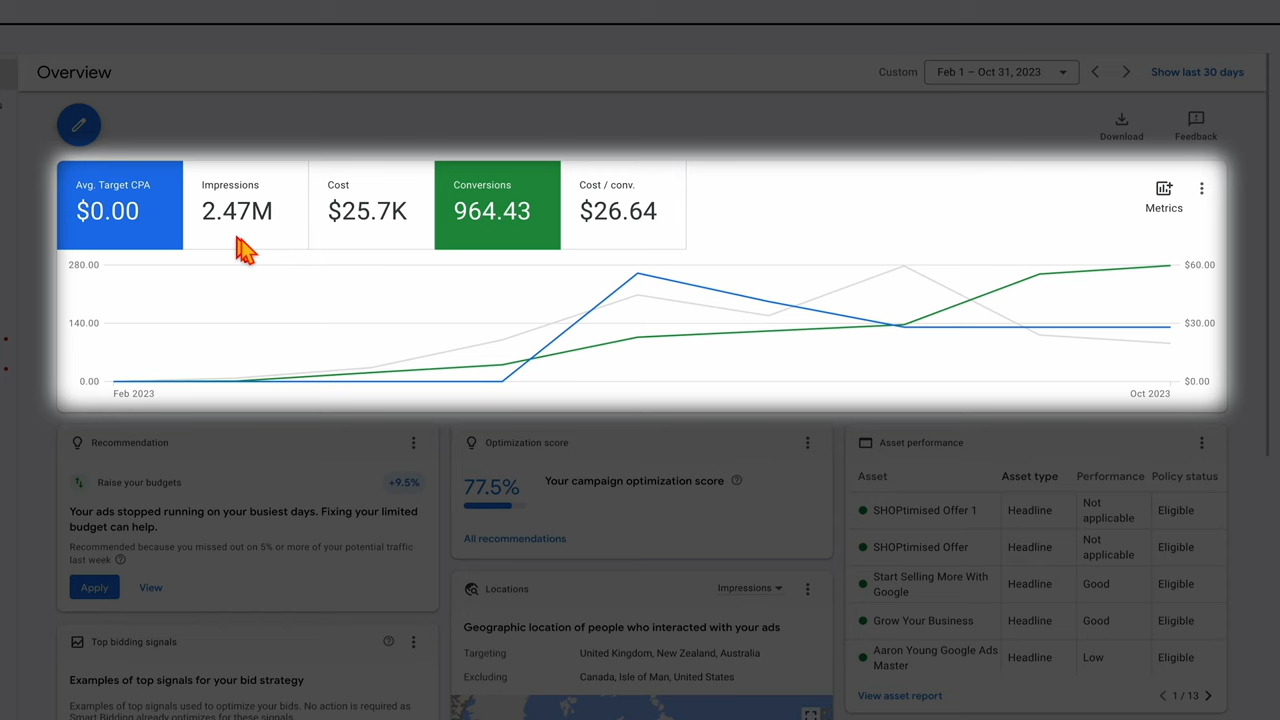 Overview
Custom
Feb 1 – Oct 31, 2023
Show last 30 days
Download
Feedback
Avg. Target CPA
$0.00
Impressions
2.47M
Cost
$25.7K
Conversions
964.43
Cost / conv.
$26.64
Metrics
280.00
$60.00
140.00
$30.00
0.00
$0.00
Feb 2023
Oct 2023
Recommendation
Raise your budgets
+9.5%
Your ads stopped running on your busiest days. Fixing your limited
budget can help.
Recommended because you missed out on 5% or more of your potential traffic
last week
Apply
View
Top bidding signals
Examples of top signals for your bid strategy
Examples of top signals used to optimize your bids. No action is required as
Smart Bidding already optimizes for these signals.
Optimization score
77.5%
Your campaign optimization score
All recommendations
Locations
Impressions
Geographic location of people who interacted with your ads
Targeting
United Kingdom, New Zealand, Australia
Excluding
Canada, Isle of Man, United States
Asset performance
Asset
Asset type
Performance
Policy status
SHOPtimised Offer 1
Headline
Not
applicable
Eligible
SHOPtimised Offer
Headline
Not
applicable
Eligible
Start Selling More With
Google
Headline
Good
Eligible
Grow Your Business
Headline
Good
Eligible
Aaron Young Google Ads
Master
Headline
Low
Eligible
View asset report
1 / 13